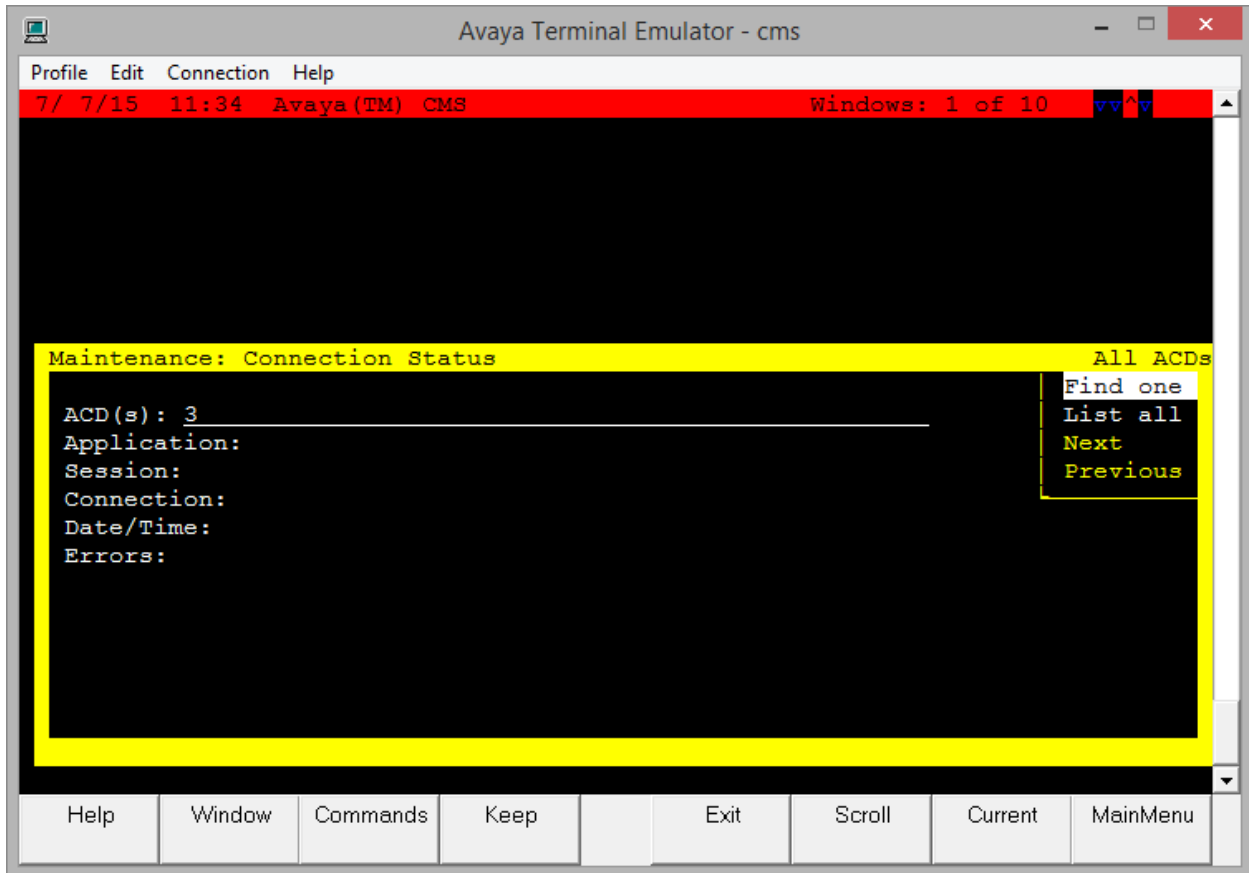 Avaya Terminal Emulator - cms
Profile Edit Connection Help
7/ 7/15 11:34 Avaya(TM) CMS Windows: 1 of 10 vv^v
Maintenance: Connection Status All ACDs
Find one
ACD(s): 3 List all
Application: Next
Session: Previous
Connection:
Date/Time:
Errors:
Help Window Commands Keep Exit Scroll Current MainMenu